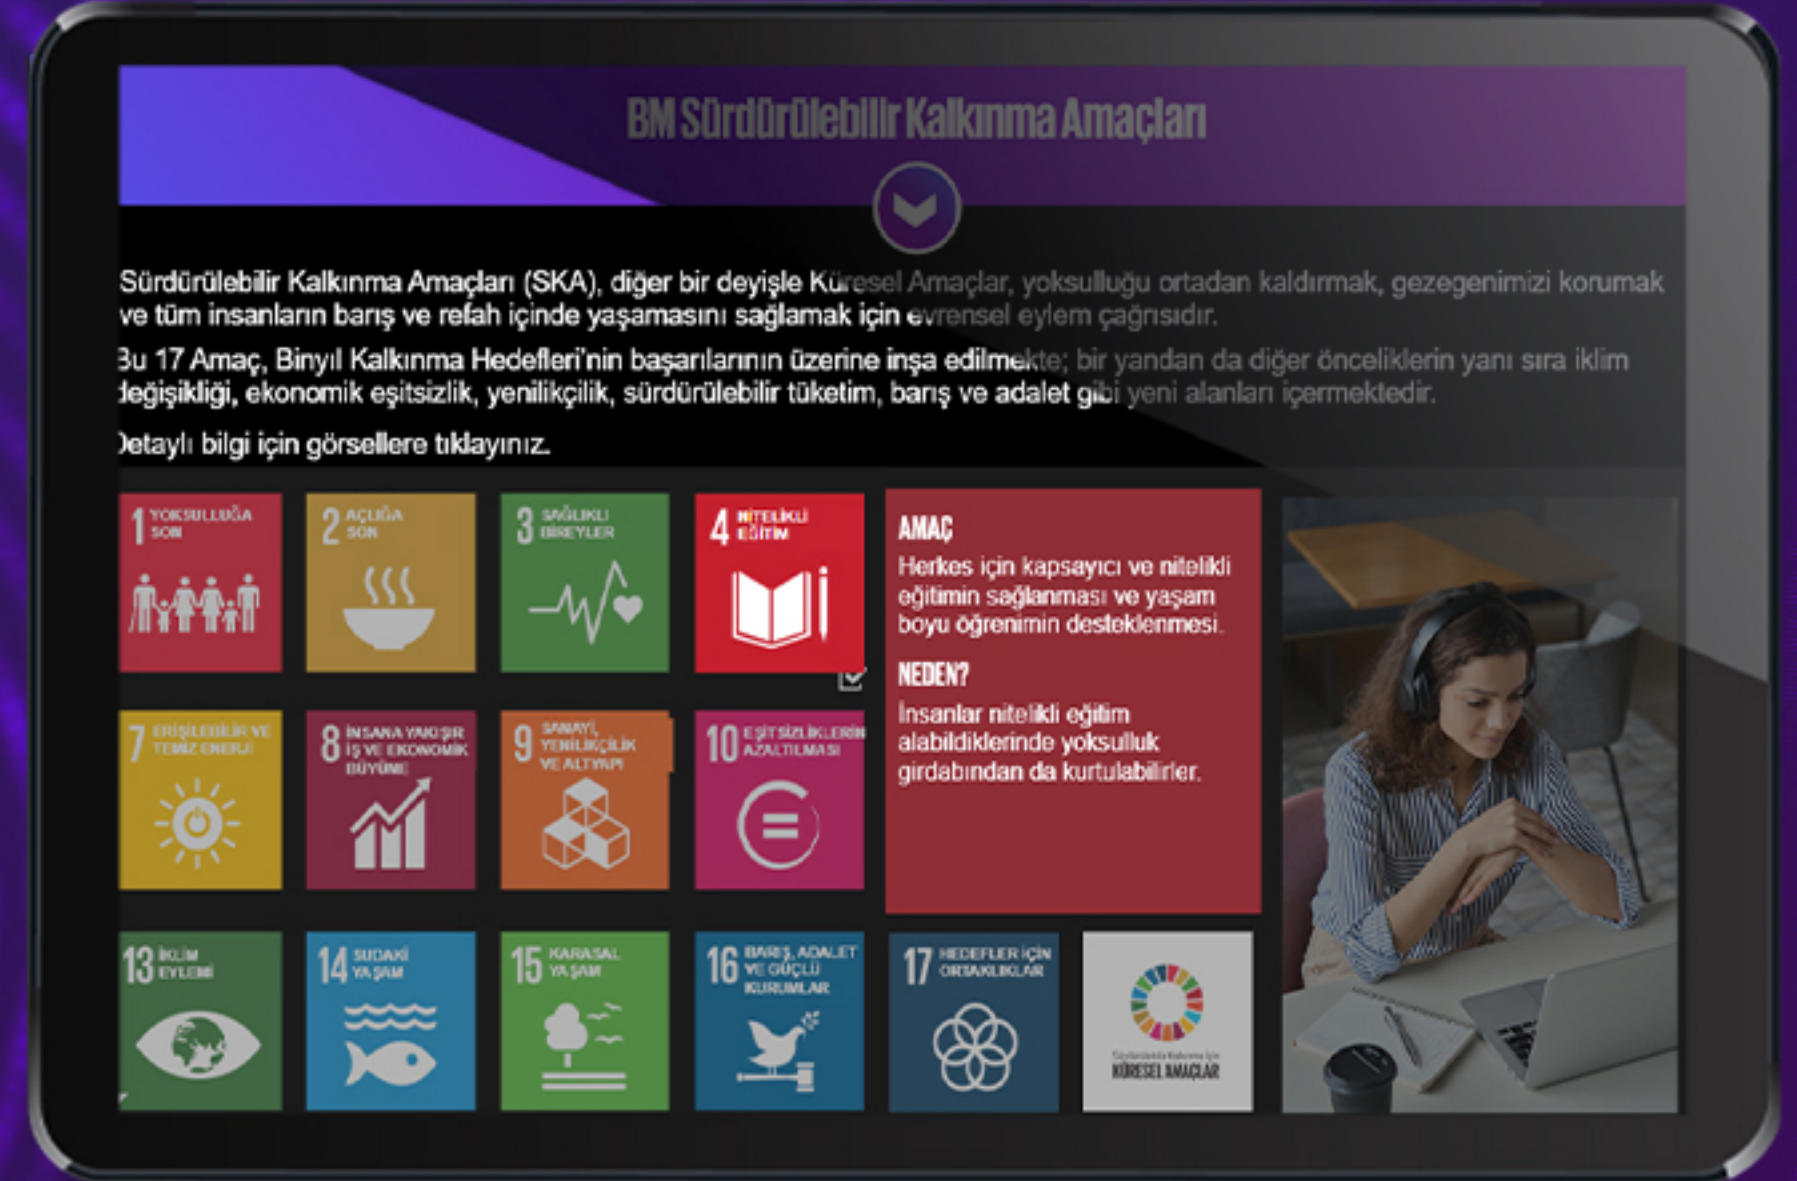 BM Sürdürülebilir Kalkınma Amaçları
Sürdürülebilir Kalkınma Amaçları (SKA), diğer bir deyişle Küresel Amaçlar, yoksulluğu ortadan kaldırmak, gezegenimizi korumak
ve tüm insanların barış ve refah içinde yaşamasını sağlamak için evrensel eylem çağrısıdır.
Bu 17 Amaç, Binyıl Kalkınma Hedefleri'nin başarılarının üzerine inşa edilmekte; bir yandan da diğer önceliklerin yanı sıra iklim
değişikliği, ekonomik eşitsizlik, yenilikçilik, sürdürülebilir tüketim, barış ve adalet gibi yeni alanları içermektedir.
Detaylı bilgi için görsellere tıklayınız.
1 YOKSULLUĞA
SON
2 AÇLIĞA
SON
3 SAĞLIKLI
BİREYLER
4 NİTELİKLİ
EĞİTİM
AMAÇ
Herkes için kapsayıcı ve nitelikli
eğitimin sağlanması ve yaşam
boyu öğrenimin desteklenmesi.
NEDEN?
İnsanlar nitelikli eğitim
alabildiklerinde yoksulluk
girdabından da kurtulabilirler.
7 ERİŞİLEBİLİR VE
TEMİZ ENERJİ
8 İNSANA YAKIŞIR
İŞ VE EKONOMİK
BÜYÜME
9 SANAYİ,
YENİLİKÇİLİK
VE ALTYAPI
10 EŞİTSİZLİKLERİN
AZALTILMASI
13 İKLİM
EYLEMİ
14 SUDAKİ
YAŞAM
15 KARASAL
YAŞAM
16 BARIŞ, ADALET
VE GÜÇLÜ
KURUMLAR
17 HEDEFLER İÇİN
ORTAKLIKLAR
Sürdürülebilir Kalkınma İçin
KÜRESEL AMAÇLAR